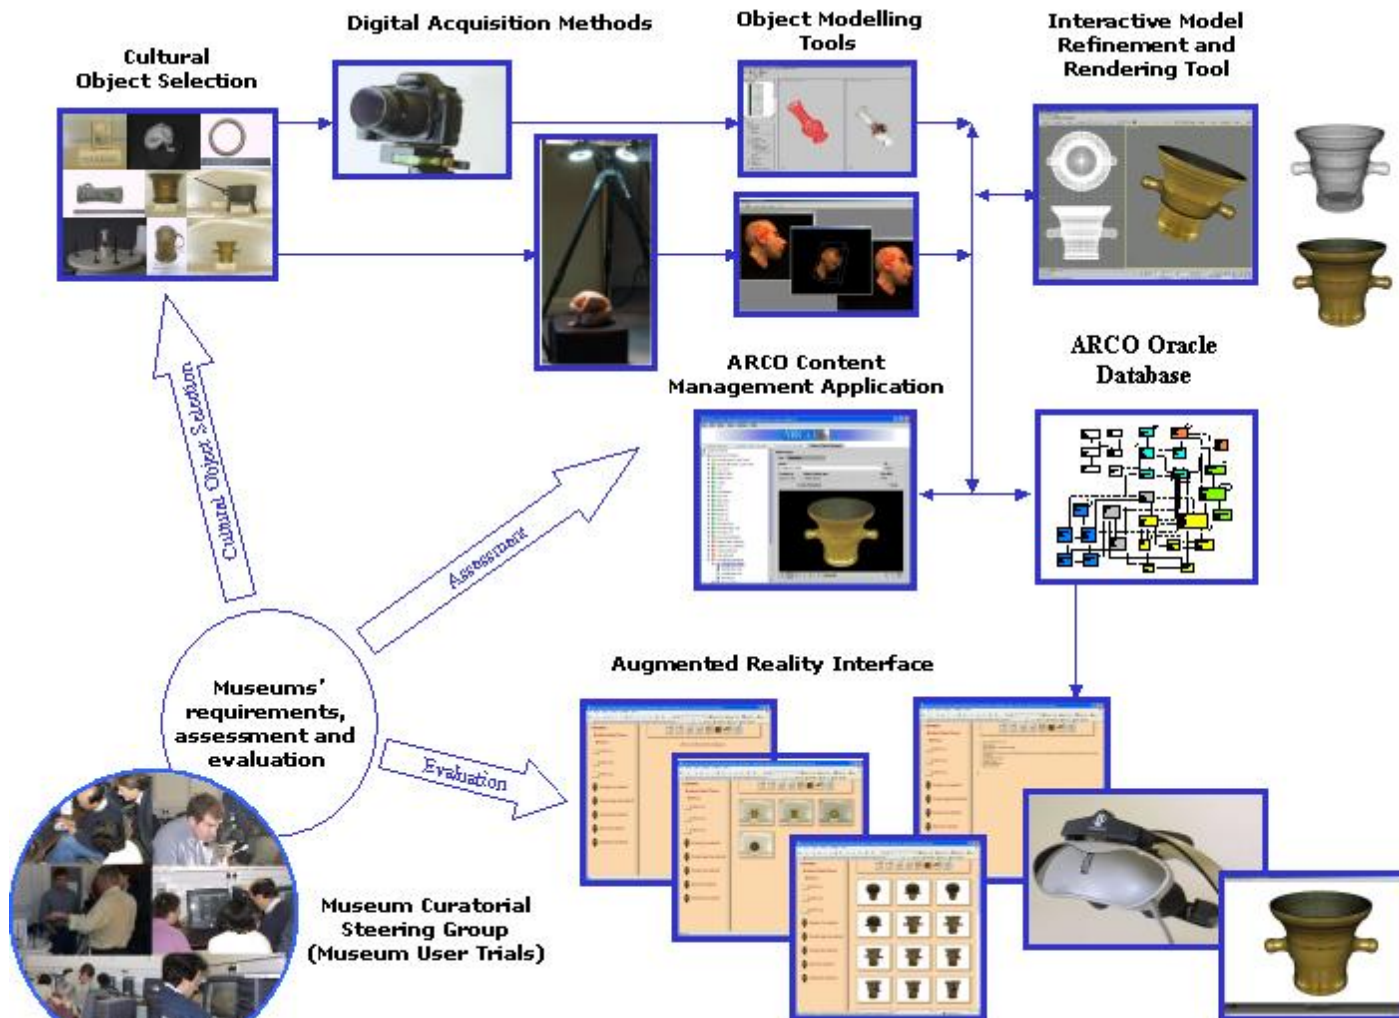 Digital Acquisition Methods
Object Modelling
Tools
Interactive Model
Refinement and
Rendering Tool
Cultural
Object Selection
ARCO Content
Management Application
ARCO Oracle
Database
Cultural Object Selection
Assessment
Evaluation
Museums'
requirements,
assessment and
evaluation
Augmented Reality Interface
Museum Curatorial
Steering Group
(Museum User Trials)